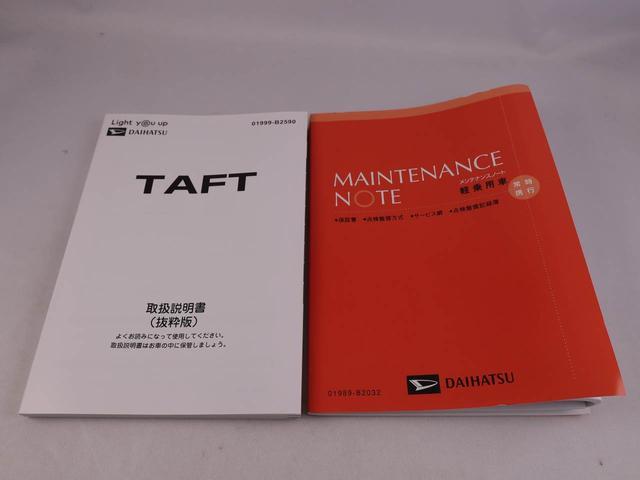 Light y@u up
DAIHATSU
01999-B2590
TAFT
取扱説明書
（抜粋版）
よくお読みになって使用してください。
取扱説明書はお車の中に保管しましょう。
MAINTENANCE
NOTE
メンテナンスノート
軽乗用車
常時
携行
●保証書 ●点検整備方式 ●サービス網 ●点検整備記録簿
DAIHATSU
01989-B2032